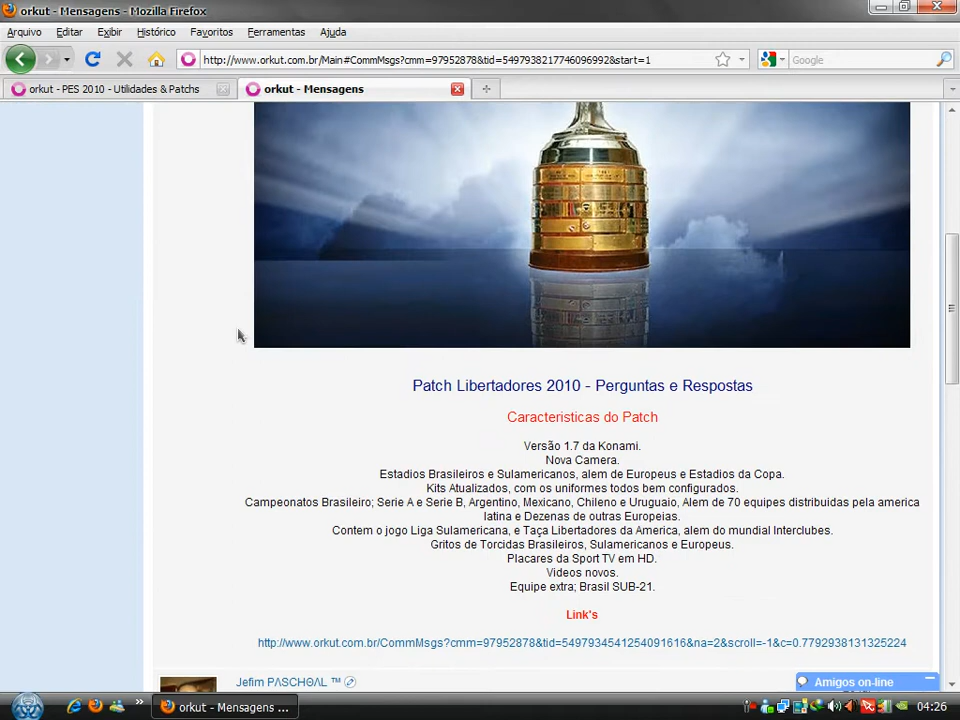 orkut - Mensagens - Mozilla Firefox
Arquivo Editar Exibir Histórico Favoritos Ferramentas Ajuda
http://www.orkut.com.br/Main#CommMsgs?cmm=97952878&tid=5497938217746096992&start=1
Google
orkut - PES 2010 - Utilidades & Patchs
orkut - Mensagens
Patch Libertadores 2010 - Perguntas e Respostas
Caracteristicas do Patch
Versão 1.7 da Konami.
Nova Camera.
Estadios Brasileiros e Sulamericanos, alem de Europeus e Estadios da Copa.
Kits Atualizados, com os uniformes todos bem configurados.
Campeonatos Brasileiro; Serie A e Serie B, Argentino, Mexicano, Chileno e Uruguaio, Alem de 70 equipes distribuidas pela america
latina e Dezenas de outras Europeias.
Contem o jogo Liga Sulamericana, e Taça Libertadores da America, alem do mundial Interclubes.
Gritos de Torcidas Brasileiros, Sulamericanos e Europeus.
Placares da Sport TV em HD.
Videos novos.
Equipe extra; Brasil SUB-21.
Link's
http://www.orkut.com.br/CommMsgs?cmm=97952878&tid=5497934541254091616&na=2&scroll=-1&c=0.7792938131325224
Jefim PΛSCHΘΛL ™
Amigos on-line
orkut - Mensagens ...
04:26